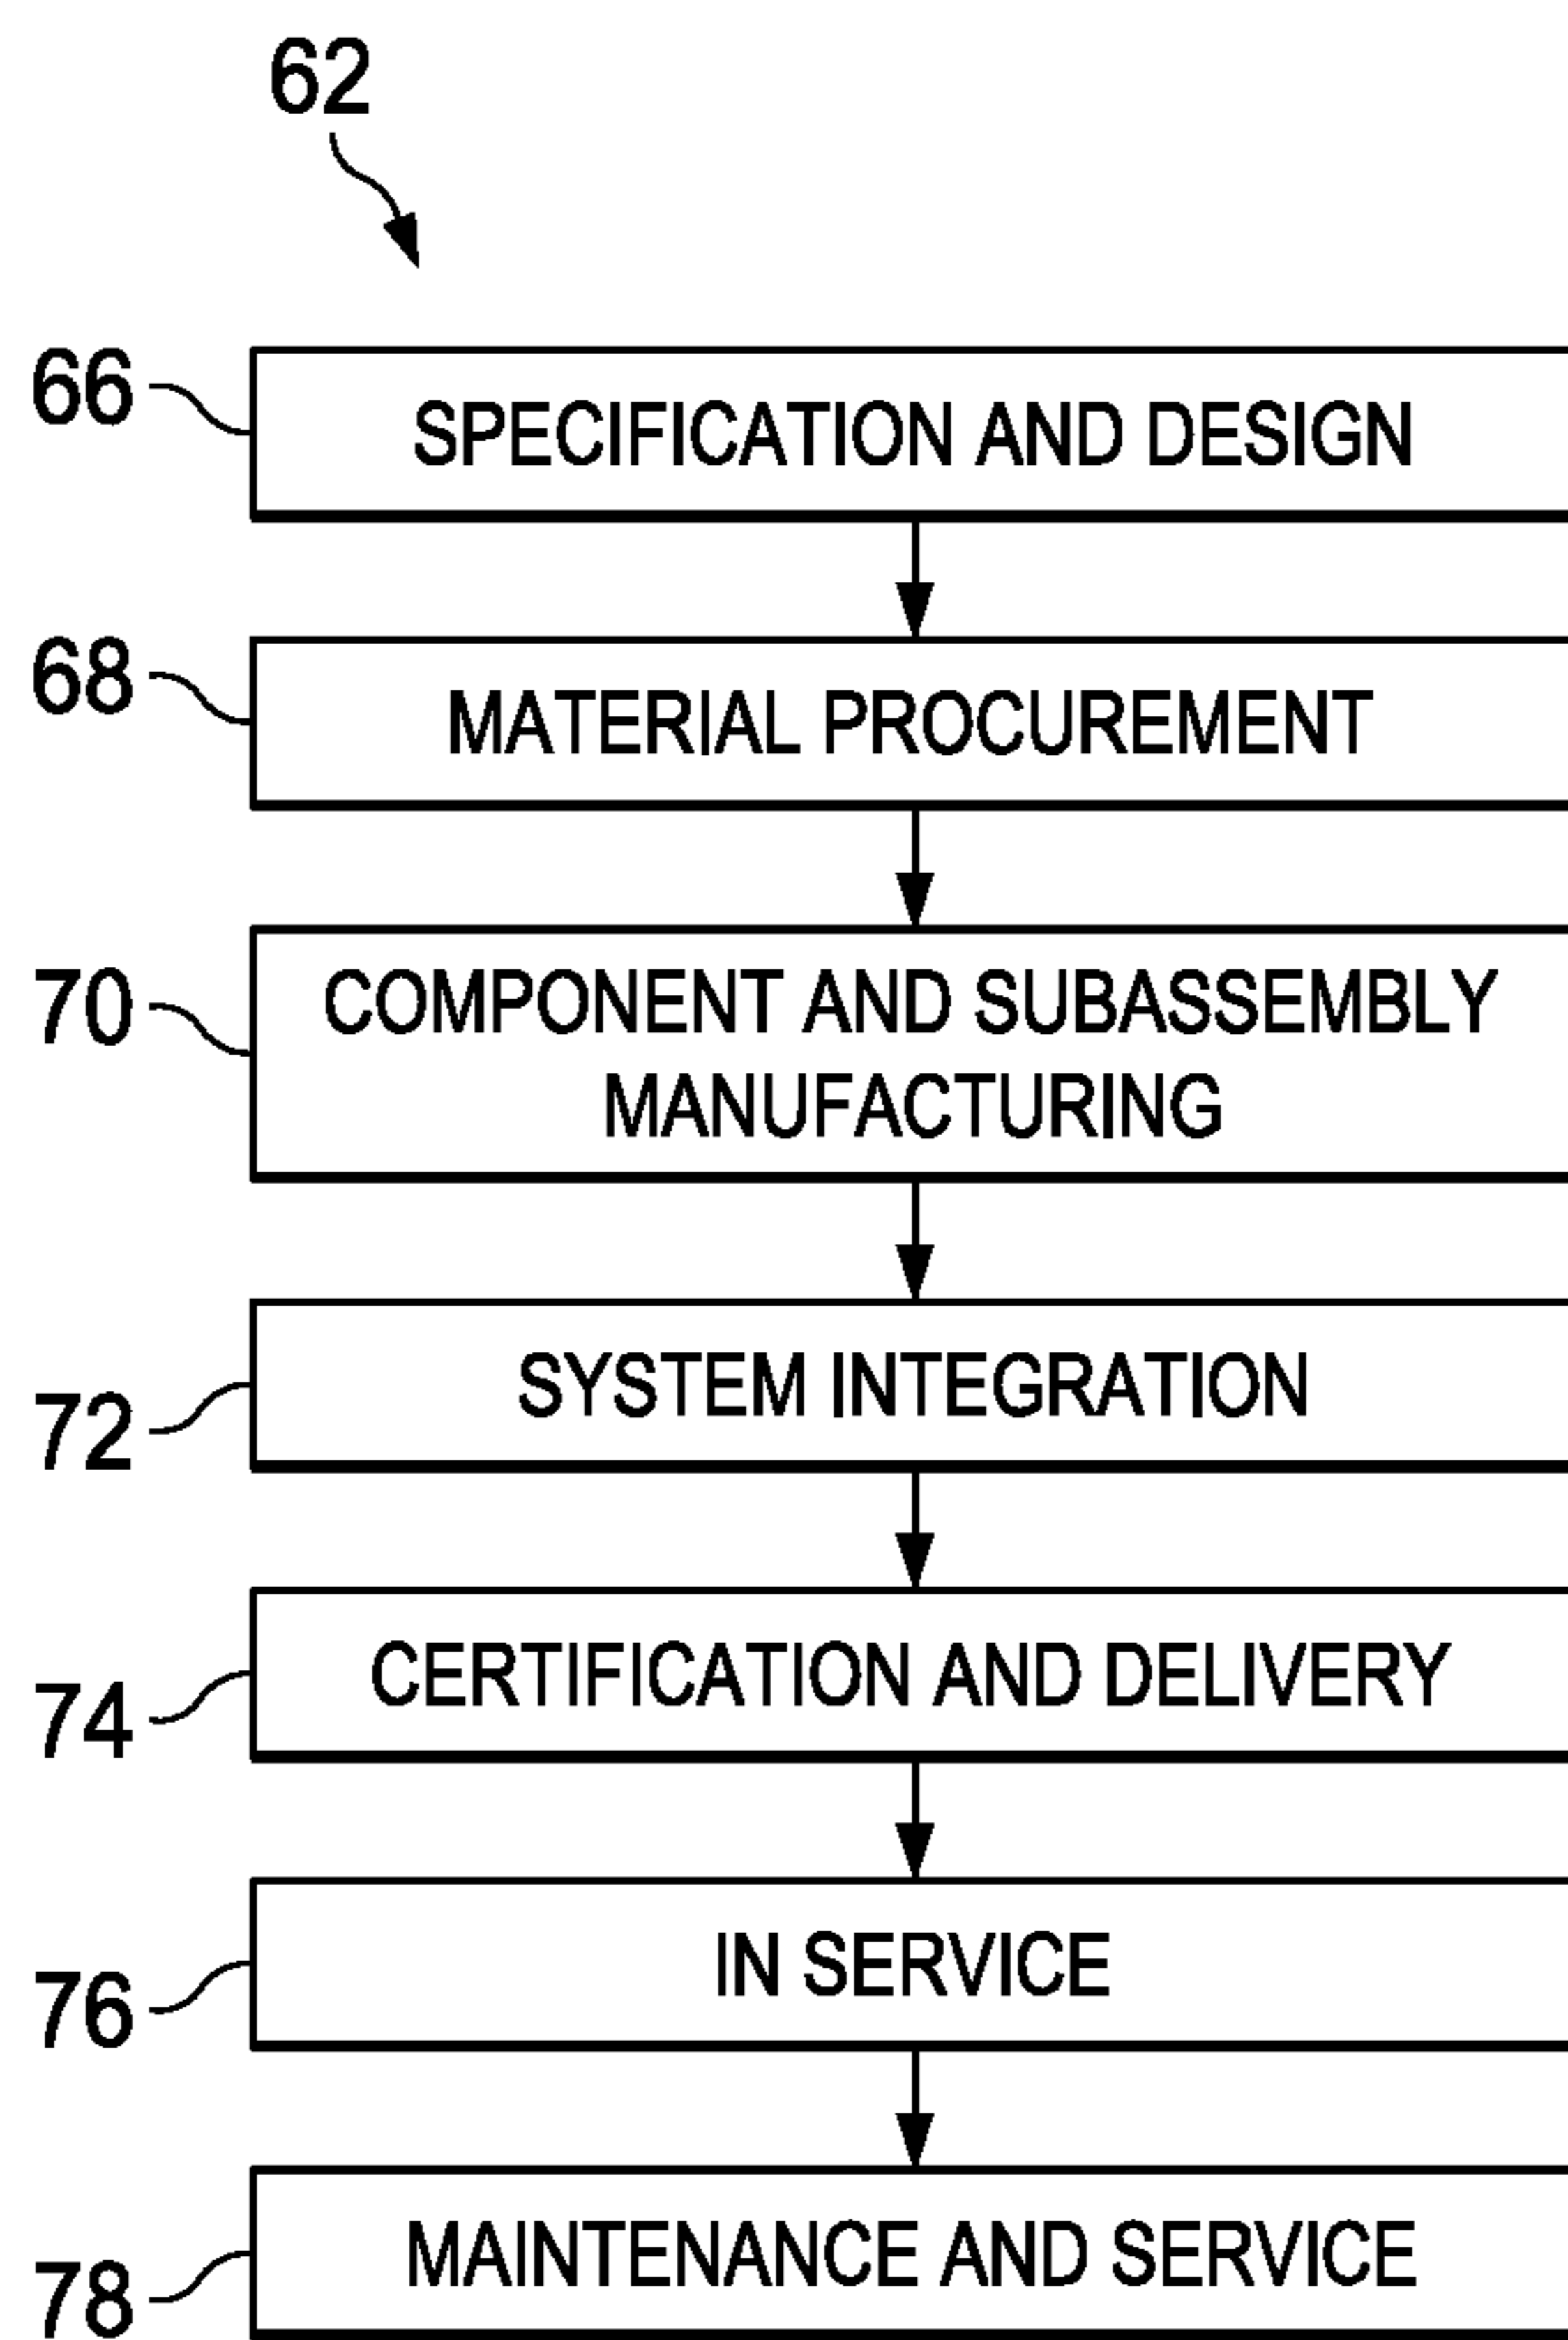 62
66 SPECIFICATION AND DESIGN
68 MATERIAL PROCUREMENT
70 COMPONENT AND SUBASSEMBLY
MANUFACTURING
72 SYSTEM INTEGRATION
74 CERTIFICATION AND DELIVERY
76 IN SERVICE
78 MAINTENANCE AND SERVICE